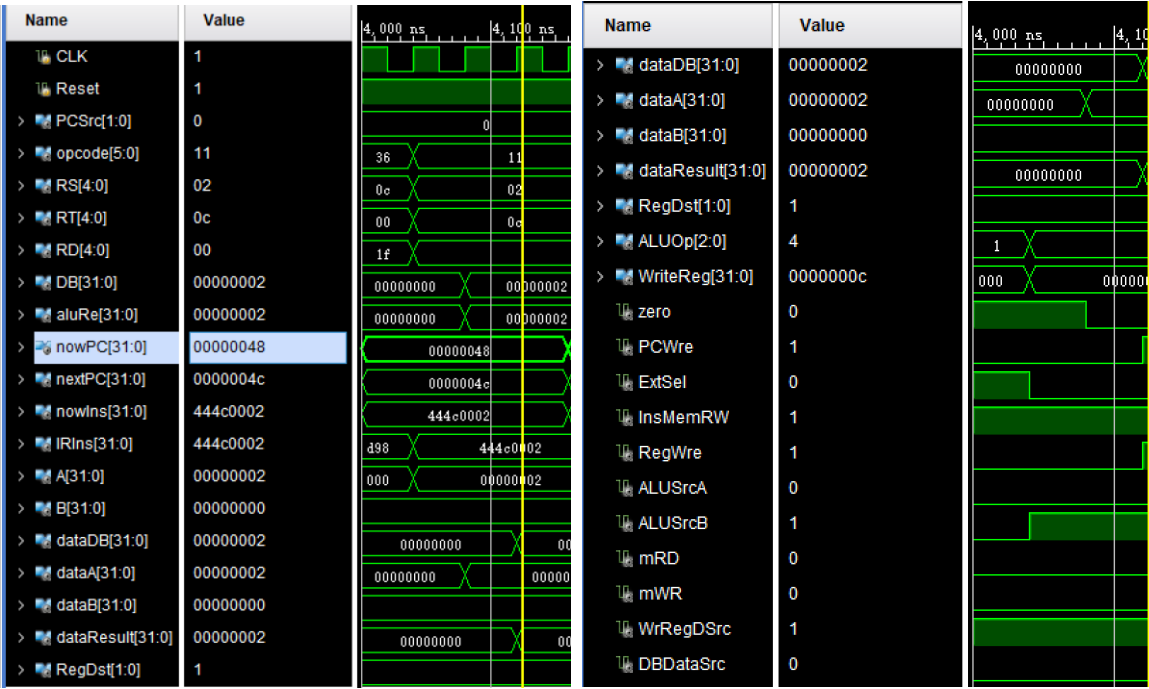 Name Value
4,000 ns 4,100 ns
CLK 1
Reset 1
PCSrc[1:0] 0 0
opcode[5:0] 11 36 11
RS[4:0] 02 0c 02
RT[4:0] 0c 00 0c
RD[4:0] 00 1f
DB[31:0] 00000002 00000000 00000002
aluRe[31:0] 00000002 00000000 00000002
nowPC[31:0] 00000048 00000048
nextPC[31:0] 0000004c 0000004c
nowIns[31:0] 444c0002 444c0002
IRIns[31:0] 444c0002 d98 444c0002
A[31:0] 00000002 000 00000002
B[31:0] 00000000
dataDB[31:0] 00000002 00000000 00
dataA[31:0] 00000002 00000000 00000
dataB[31:0] 00000000
dataResult[31:0] 00000002 00000000 00
RegDst[1:0] 1
Name Value
4,000 ns 4,10
dataDB[31:0] 00000002 00000000
dataA[31:0] 00000002 00000000
dataB[31:0] 00000000
dataResult[31:0] 00000002 00000000
RegDst[1:0] 1
ALUOp[2:0] 4 1
WriteReg[31:0] 0000000c 000 00000
zero 0
PCWre 1
ExtSel 0
InsMemRW 1
RegWre 1
ALUSrcA 0
ALUSrcB 1
mRD 0
mWR 0
WrRegDSrc 1
DBDataSrc 0